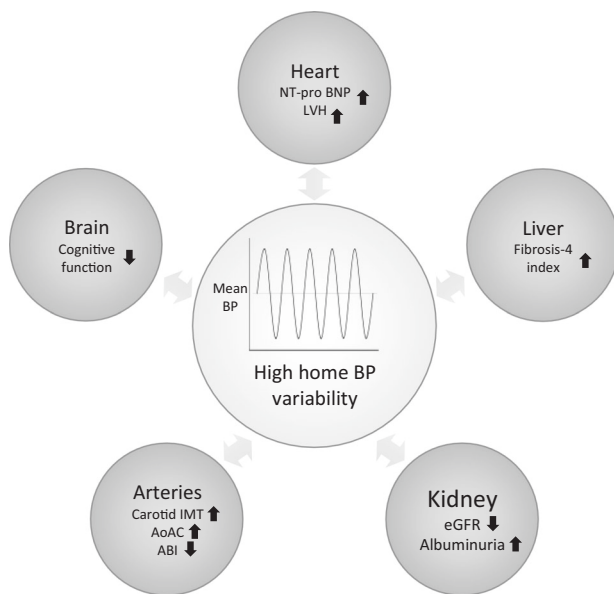 Heart
NT-pro BNP
LVH
Brain
Cognitive
function
Liver
Fibrosis-4
index
Mean
BP
High home BP
variability
Arteries
Carotid IMT
AoAC
ABI
Kidney
eGFR
Albuminuria